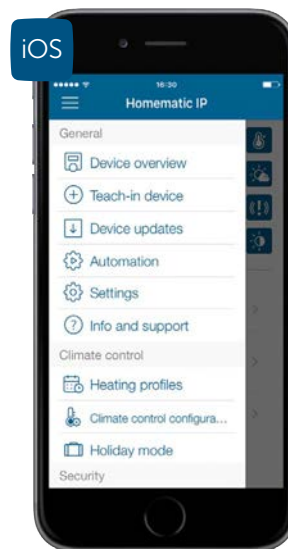 iOS
16:30
Homematic IP
General
Device overview
Teach-in device
Device updates
Automation
Settings
Info and support
Climate control
Heating profiles
Climate control configura...
Holiday mode
Security